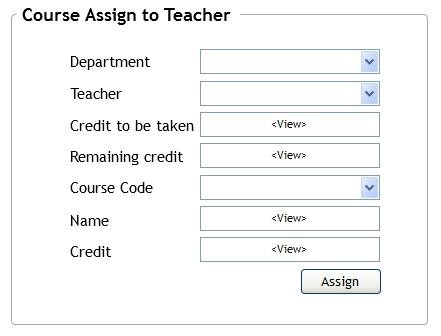 Course Assign to Teacher
Department
Teacher
Credit to be taken <View>
Remaining credit <View>
Course Code
Name <View>
Credit <View>
Assign